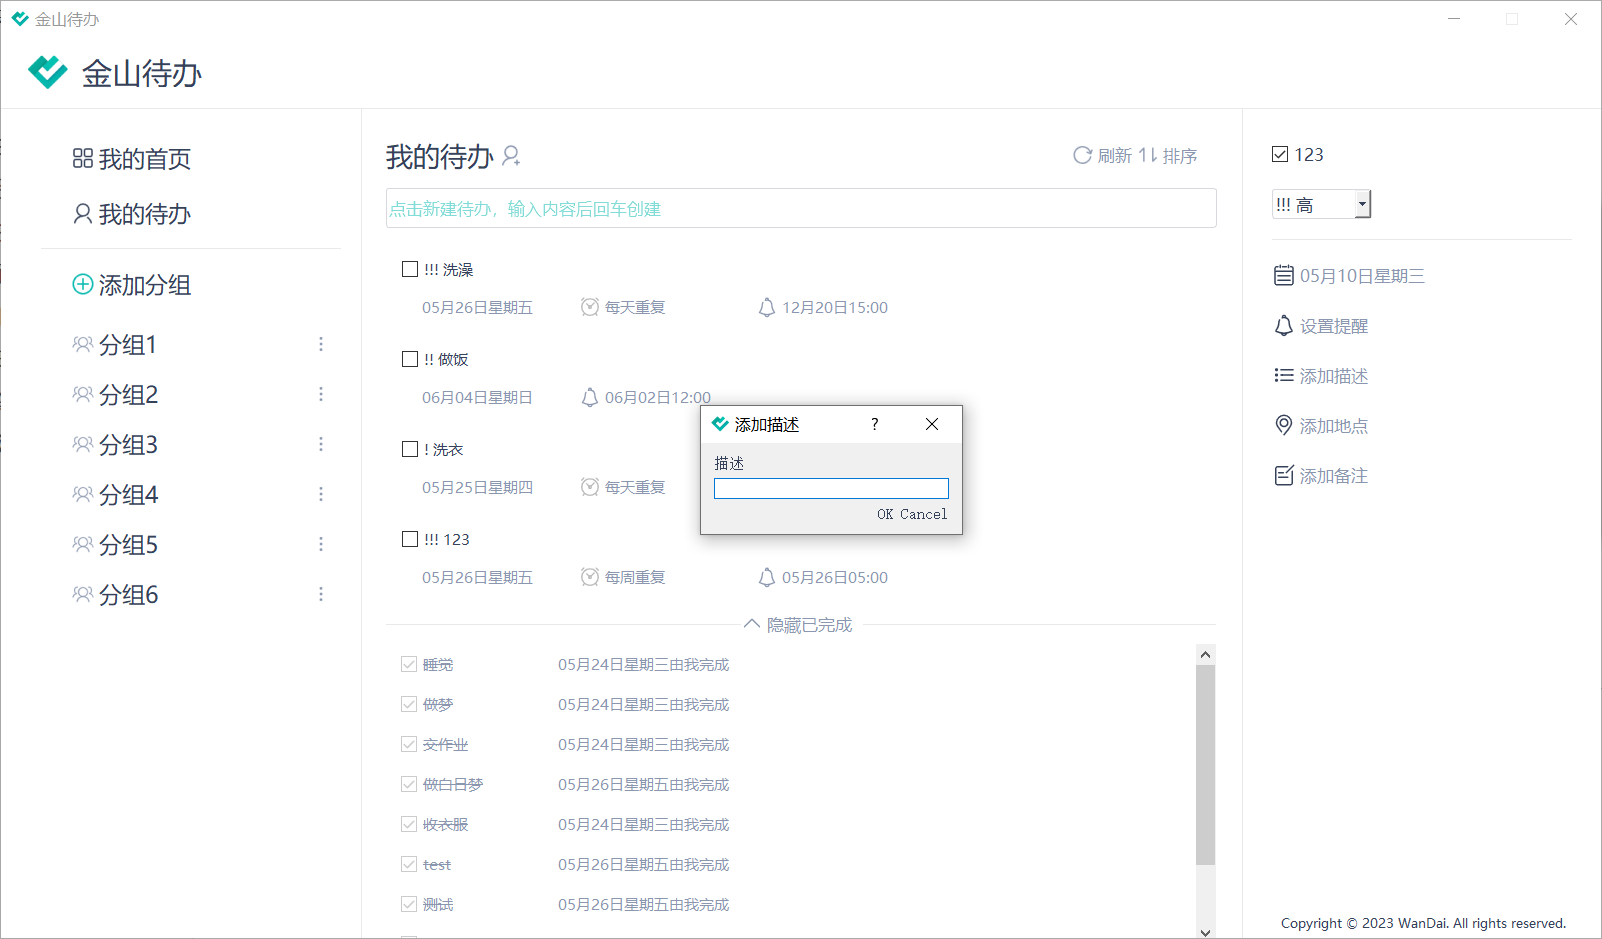 金山待办
金山待办
我的首页
我的待办
添加分组
分组1
分组2
分组3
分组4
分组5
分组6
我的待办 刷新 排序
点击新建待办，输入内容后回车创建
!!! 洗澡
05月26日星期五 每天重复 12月20日15:00
!! 做饭
06月04日星期日 06月02日12:00
! 洗衣
05月25日星期四 每天重复
!!! 123
05月26日星期五 每周重复 05月26日05:00
隐藏已完成
睡觉 05月24日星期三由我完成
做梦 05月24日星期三由我完成
交作业 05月24日星期三由我完成
做白日梦 05月26日星期五由我完成
收衣服 05月24日星期三由我完成
test 05月26日星期五由我完成
测试 05月26日星期五由我完成
添加描述 ?
描述
OK Cancel
123
!!! 高
05月10日星期三
设置提醒
添加描述
添加地点
添加备注
Copyright © 2023 WanDai. All rights reserved.